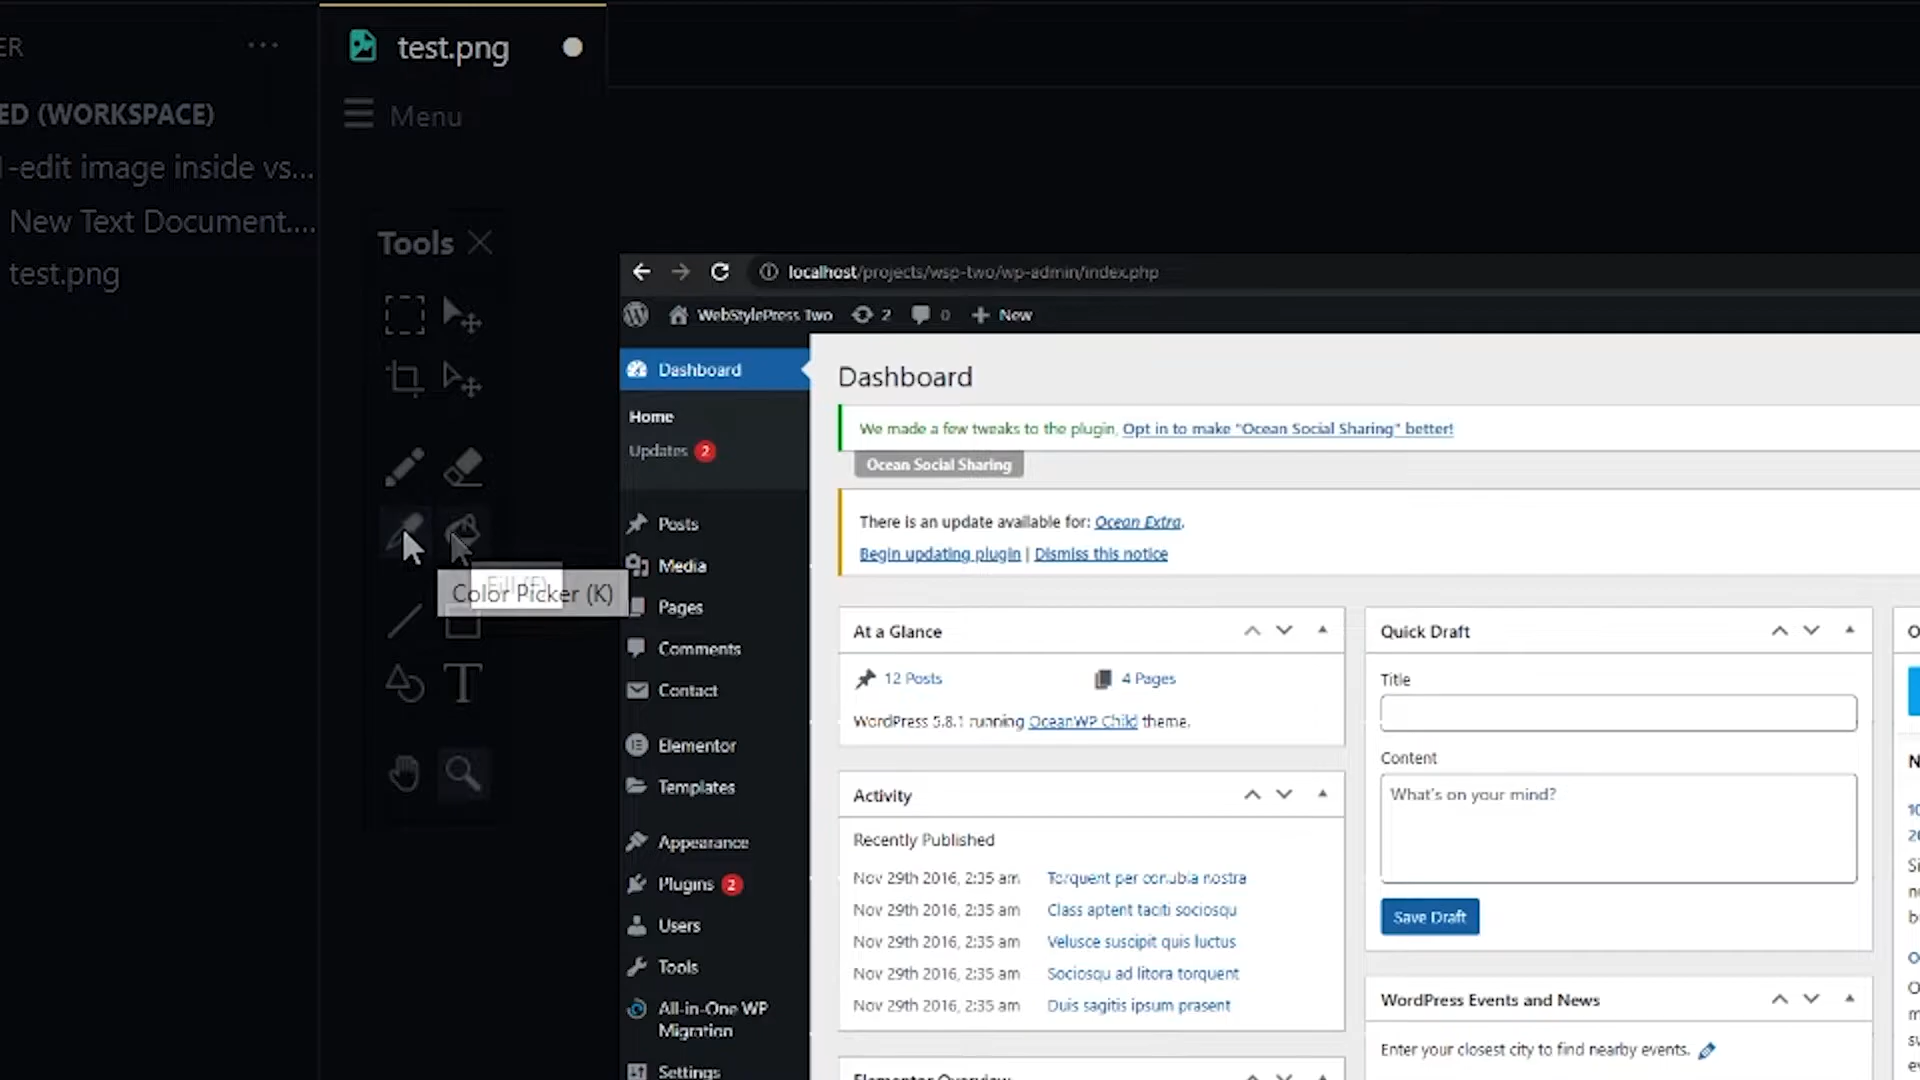 ER
test.png
Menu
ED (WORKSPACE)
-edit image inside vs...
New Text Document....
test.png
Tools
Color Picker (K)
localhost/projects/wsp-two/wp-admin/index.php
WebStylePress Two 2 0 New
Dashboard
Home
Updates 2
Posts
Media
Pages
Comments
Contact
Elementor
Templates
Appearance
Plugins 2
Users
Tools
All-in-One WP
Migration
Settings
Dashboard
We made a few tweaks to the plugin, Opt in to make "Ocean Social Sharing" better!
Ocean Social Sharing
There is an update available for: Ocean Extra.
Begin updating plugin | Dismiss this notice
At a Glance
12 Posts 4 Pages
WordPress 5.8.1 running OceanWP Child theme.
Activity
Recently Published
Nov 29th 2016, 2:35 am Torquent per conubia nostra
Nov 29th 2016, 2:35 am Class aptent taciti sociosqu
Nov 29th 2016, 2:35 am Velusce suscipit quis luctus
Nov 29th 2016, 2:35 am Sociosqu ad litora torquent
Nov 29th 2016, 2:35 am Duis sagitis ipsum prasent
Elementor Overview
Quick Draft
Title
Content
What's on your mind?
Save Draft
WordPress Events and News
Enter your closest city to find nearby events.